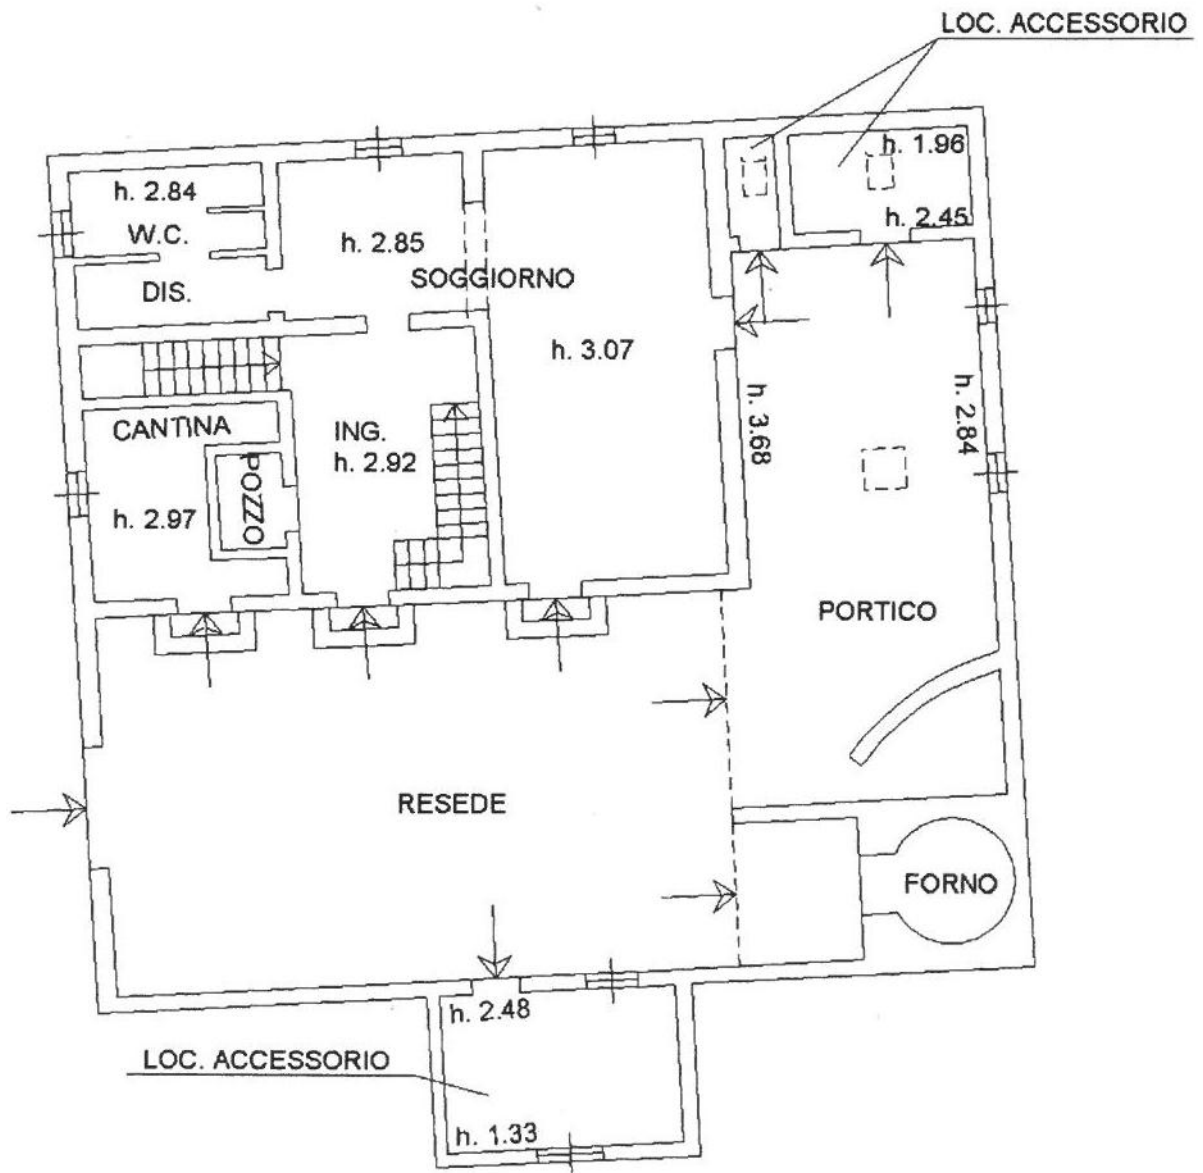 LOC. ACCESSORIO
h. 1.96
h. 2.84
h. 2.45
W.C.
h. 2.85
SOGGIORNO
DIS.
h. 3.07
h. 3.68
h. 2.84
CANTINA
ING.
h. 2.92
POZZO
h. 2.97
PORTICO
RESEDE
FORNO
h. 2.48
LOC. ACCESSORIO
h. 1.33